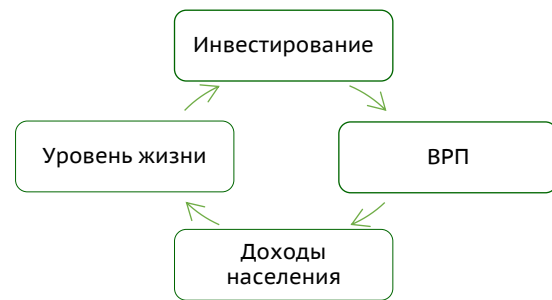 Инвестирование
Уровень жизни
ВРП
Доходы
населения